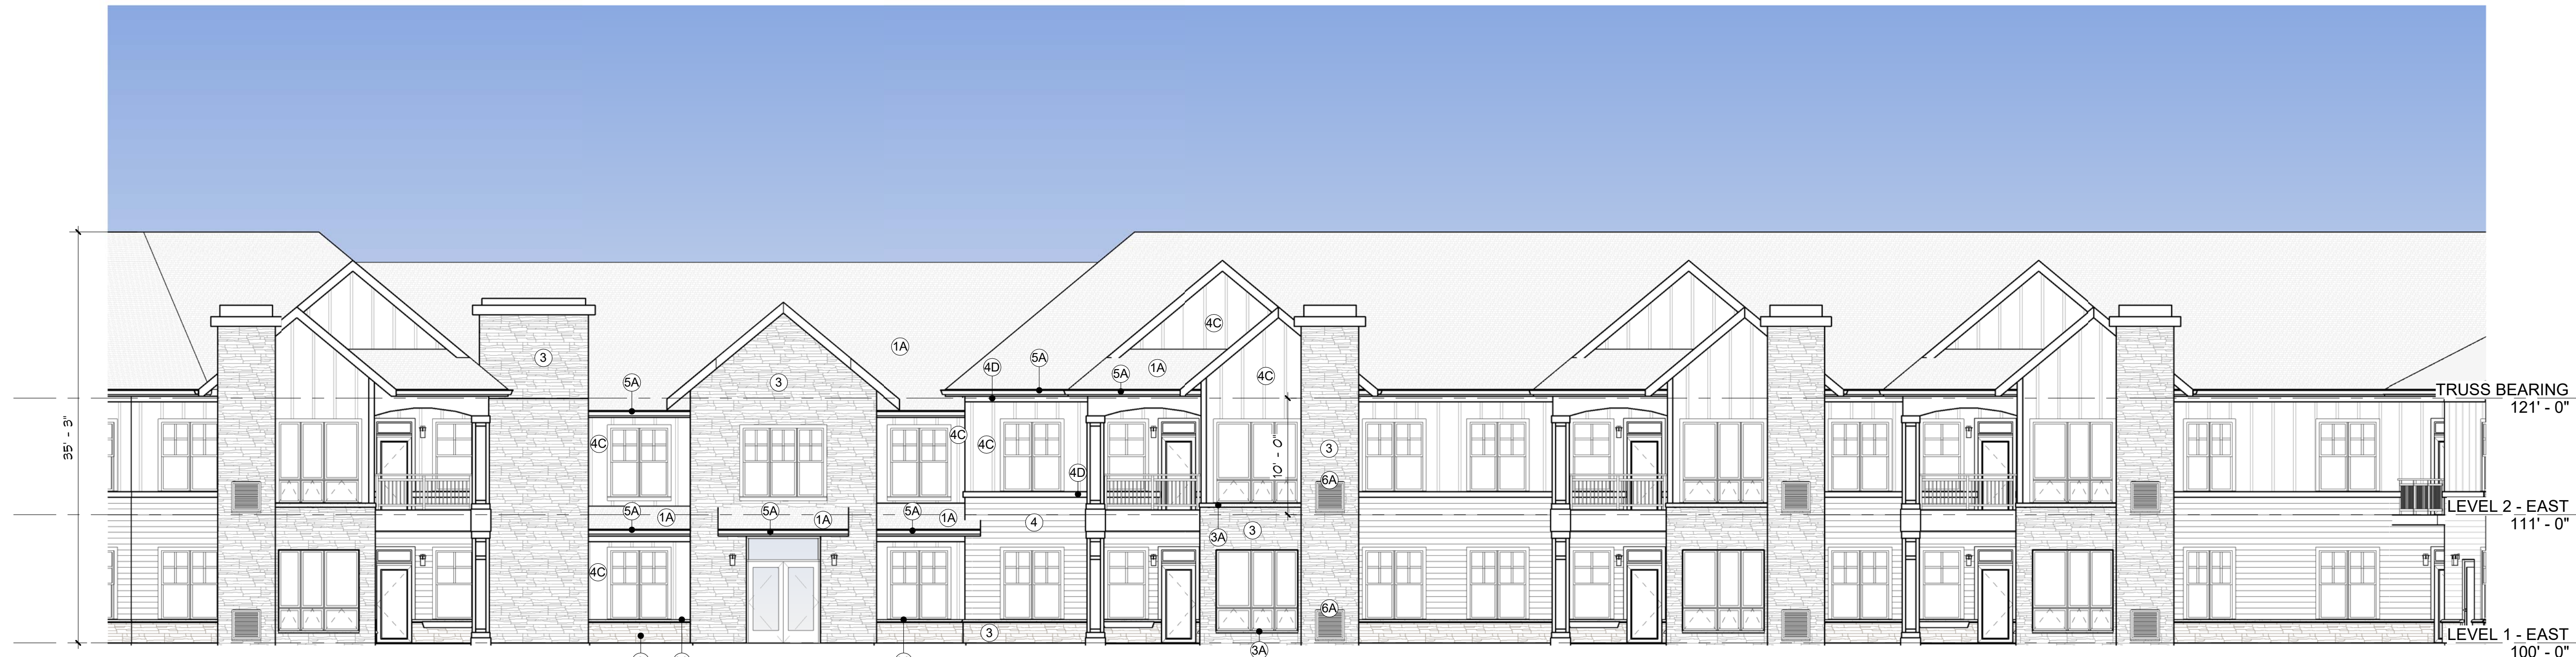 4C
1A
3
3
4D
5A
5A
1A
4C
5A
TRUSS BEARING
121' - 0"
35' - 3"
4C
4C
4C
10' - 0"
3
4D
6A
5A
1A
5A
1A
5A
1A
4
LEVEL 2 - EAST
111' - 0"
3A
3
4C
6A
3
LEVEL 1 - EAST
100' - 0"
3A